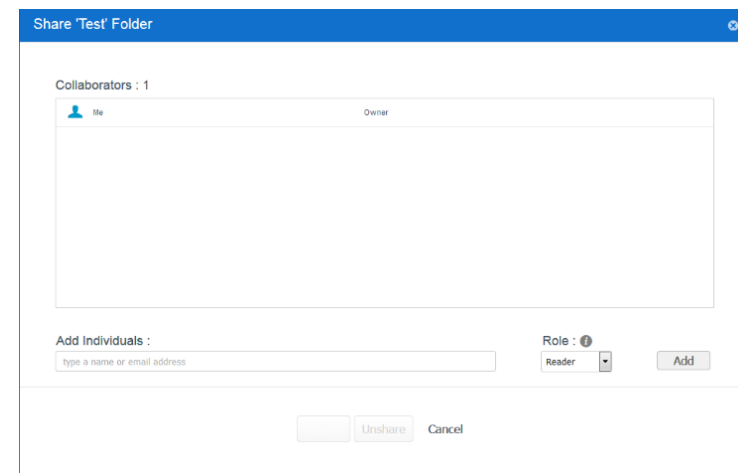 Share 'Test' Folder
Collaborators : 1
Me Owner
Add Individuals : Role :
type a name or email address Reader Add
Unshare Cancel